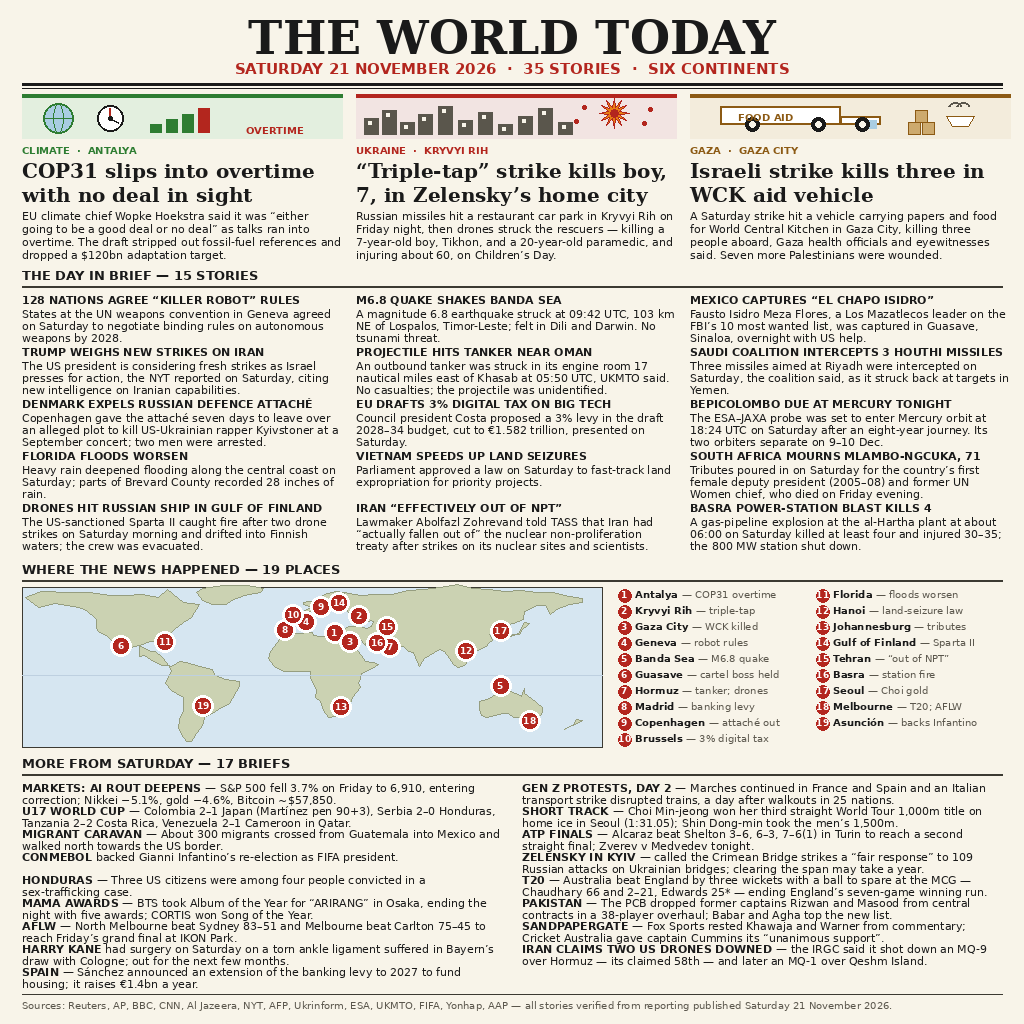 THE WORLD TODAY
SATURDAY 21 NOVEMBER 2026 · 35 STORIES · SIX CONTINENTS
OVERTIME
CLIMATE · ANTALYA
COP31 slips into overtime
with no deal in sight
EU climate chief Wopke Hoekstra said it was “either
going to be a good deal or no deal” as talks ran into
overtime. The draft stripped out fossil-fuel references and
dropped a $120bn adaptation target.
UKRAINE · KRYVYI RIH
“Triple-tap” strike kills boy,
7, in Zelensky’s home city
Russian missiles hit a restaurant car park in Kryvyi Rih on
Friday night, then drones struck the rescuers — killing a
7-year-old boy, Tikhon, and a 20-year-old paramedic, and
injuring about 60, on Children’s Day.
FOOD AID
GAZA · GAZA CITY
Israeli strike kills three in
WCK aid vehicle
A Saturday strike hit a vehicle carrying papers and food
for World Central Kitchen in Gaza City, killing three
people aboard, Gaza health officials and eyewitnesses
said. Seven more Palestinians were wounded.
THE DAY IN BRIEF — 15 STORIES
128 NATIONS AGREE “KILLER ROBOT” RULES
States at the UN weapons convention in Geneva agreed
on Saturday to negotiate binding rules on autonomous
weapons by 2028.
TRUMP WEIGHS NEW STRIKES ON IRAN
The US president is considering fresh strikes as Israel
presses for action, the NYT reported on Saturday, citing
new intelligence on Iranian capabilities.
DENMARK EXPELS RUSSIAN DEFENCE ATTACHÉ
Copenhagen gave the attaché seven days to leave over
an alleged plot to kill US-Ukrainian rapper Kyivstoner at a
September concert; two men were arrested.
FLORIDA FLOODS WORSEN
Heavy rain deepened flooding along the central coast on
Saturday; parts of Brevard County recorded 28 inches of
rain.
DRONES HIT RUSSIAN SHIP IN GULF OF FINLAND
The US-sanctioned Sparta II caught fire after two drone
strikes on Saturday morning and drifted into Finnish
waters; the crew was evacuated.
M6.8 QUAKE SHAKES BANDA SEA
A magnitude 6.8 earthquake struck at 09:42 UTC, 103 km
NE of Lospalos, Timor-Leste; felt in Dili and Darwin. No
tsunami threat.
PROJECTILE HITS TANKER NEAR OMAN
An outbound tanker was struck in its engine room 17
nautical miles east of Khasab at 05:50 UTC, UKMTO said.
No casualties; the projectile was unidentified.
EU DRAFTS 3% DIGITAL TAX ON BIG TECH
Council president Costa proposed a 3% levy in the draft
2028–34 budget, cut to €1.582 trillion, presented on
Saturday.
VIETNAM SPEEDS UP LAND SEIZURES
Parliament approved a law on Saturday to fast-track land
expropriation for priority projects.
IRAN “EFFECTIVELY OUT OF NPT”
Lawmaker Abolfazl Zohrevand told TASS that Iran had
“actually fallen out of” the nuclear non-proliferation
treaty after strikes on its nuclear sites and scientists.
MEXICO CAPTURES “EL CHAPO ISIDRO”
Fausto Isidro Meza Flores, a Los Mazatlecos leader on the
FBI’s 10 most wanted list, was captured in Guasave,
Sinaloa, overnight with US help.
SAUDI COALITION INTERCEPTS 3 HOUTHI MISSILES
Three missiles aimed at Riyadh were intercepted on
Saturday, the coalition said, as it struck back at targets in
Yemen.
BEPICOLOMBO DUE AT MERCURY TONIGHT
The ESA–JAXA probe was set to enter Mercury orbit at
18:24 UTC on Saturday after an eight-year journey. Its
two orbiters separate on 9–10 Dec.
SOUTH AFRICA MOURNS MLAMBO-NGCUKA, 71
Tributes poured in on Saturday for the country’s first
female deputy president (2005–08) and former UN
Women chief, who died on Friday evening.
BASRA POWER-STATION BLAST KILLS 4
A gas-pipeline explosion at the al-Hartha plant at about
06:00 on Saturday killed at least four and injured 30–35;
the 800 MW station shut down.
WHERE THE NEWS HAPPENED — 19 PLACES
6
11
19
10
8
4
9
14
2
1
3
15
16
7
13
12
17
5
18
1 Antalya — COP31 overtime
2 Kryvyi Rih — triple-tap
3 Gaza City — WCK killed
4 Geneva — robot rules
5 Banda Sea — M6.8 quake
6 Guasave — cartel boss held
7 Hormuz — tanker; drones
8 Madrid — banking levy
9 Copenhagen — attaché out
10 Brussels — 3% digital tax
11 Florida — floods worsen
12 Hanoi — land-seizure law
13 Johannesburg — tributes
14 Gulf of Finland — Sparta II
15 Tehran — “out of NPT”
16 Basra — station fire
17 Seoul — Choi gold
18 Melbourne — T20; AFLW
19 Asunción — backs Infantino
MORE FROM SATURDAY — 17 BRIEFS
MARKETS: AI ROUT DEEPENS — S&P 500 fell 3.7% on Friday to 6,910, entering
correction; Nikkei −5.1%, gold −4.6%, Bitcoin ~$57,850.
U17 WORLD CUP — Colombia 2–1 Japan (Martínez pen 90+3), Serbia 2–0 Honduras,
Tanzania 2–2 Costa Rica, Venezuela 2–1 Cameroon in Qatar.
MIGRANT CARAVAN — About 300 migrants crossed from Guatemala into Mexico and
walked north towards the US border.
CONMEBOL backed Gianni Infantino’s re-election as FIFA president.
HONDURAS — Three US citizens were among four people convicted in a
sex-trafficking case.
MAMA AWARDS — BTS took Album of the Year for “ARIRANG” in Osaka, ending the
night with five awards; CORTIS won Song of the Year.
AFLW — North Melbourne beat Sydney 83–51 and Melbourne beat Carlton 75–45 to
reach Friday’s grand final at IKON Park.
HARRY KANE had surgery on Saturday on a torn ankle ligament suffered in Bayern’s
draw with Cologne; out for the next few months.
SPAIN — Sánchez announced an extension of the banking levy to 2027 to fund
housing; it raises €1.4bn a year.
GEN Z PROTESTS, DAY 2 — Marches continued in France and Spain and an Italian
transport strike disrupted trains, a day after walkouts in 25 nations.
SHORT TRACK — Choi Min-jeong won her third straight World Tour 1,000m title on
home ice in Seoul (1:31.05); Shin Dong-min took the men’s 1,500m.
ATP FINALS — Alcaraz beat Shelton 3–6, 6–3, 7–6(1) in Turin to reach a second
straight final; Zverev v Medvedev tonight.
ZELENSKY IN KYIV — called the Crimean Bridge strikes a “fair response” to 109
Russian attacks on Ukrainian bridges; clearing the span may take a year.
T20 — Australia beat England by three wickets with a ball to spare at the MCG —
Chaudhary 66 and 2–21, Edwards 25* — ending England’s seven-game winning run.
PAKISTAN — The PCB dropped former captains Rizwan and Masood from central
contracts in a 38-player overhaul; Babar and Agha top the new list.
SANDPAPERGATE — Fox Sports rested Khawaja and Warner from commentary;
Cricket Australia gave captain Cummins its “unanimous support”.
IRAN CLAIMS TWO US DRONES DOWNED — the IRGC said it shot down an MQ-9
over Hormuz — its claimed 58th — and later an MQ-1 over Qeshm Island.
Sources: Reuters, AP, BBC, CNN, Al Jazeera, NYT, AFP, Ukrinform, ESA, UKMTO, FIFA, Yonhap, AAP — all stories verified from reporting published Saturday 21 November 2026.